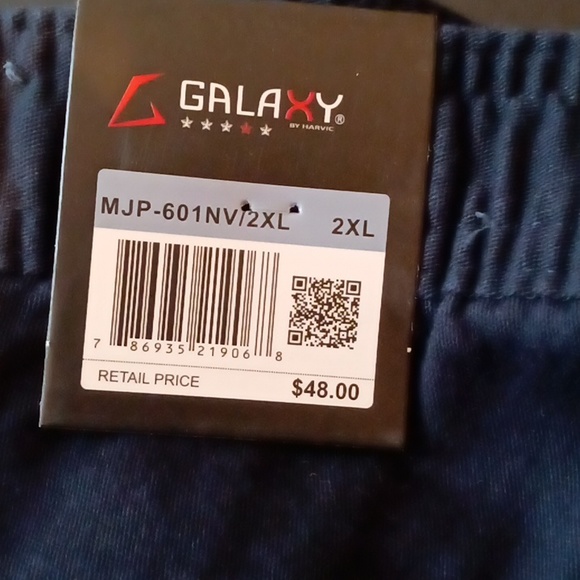 GALAXY®
BY HARVIC
MJP-601NV/2XL 2XL
7 86935 21906 8
RETAIL PRICE $48.00